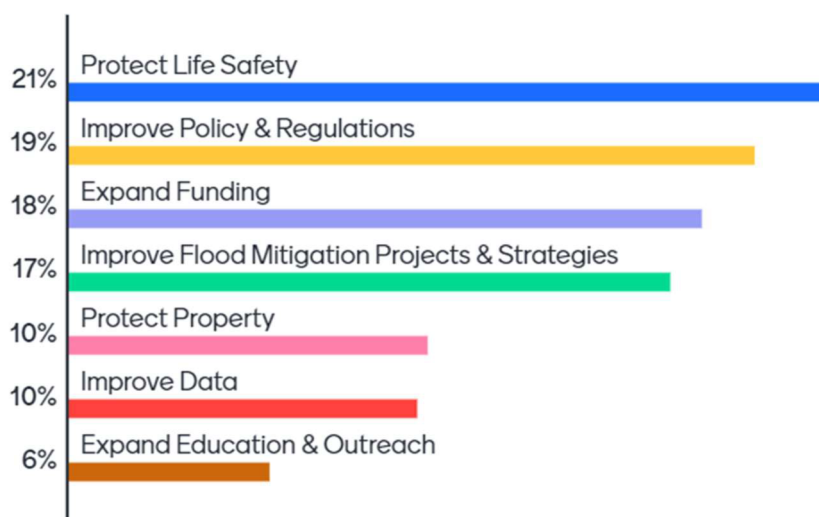 Protect Life Safety
21%
Improve Policy & Regulations
19%
Expand Funding
18%
Improve Flood Mitigation Projects & Strategies
17%
Protect Property
10%
Improve Data
10%
Expand Education & Outreach
6%